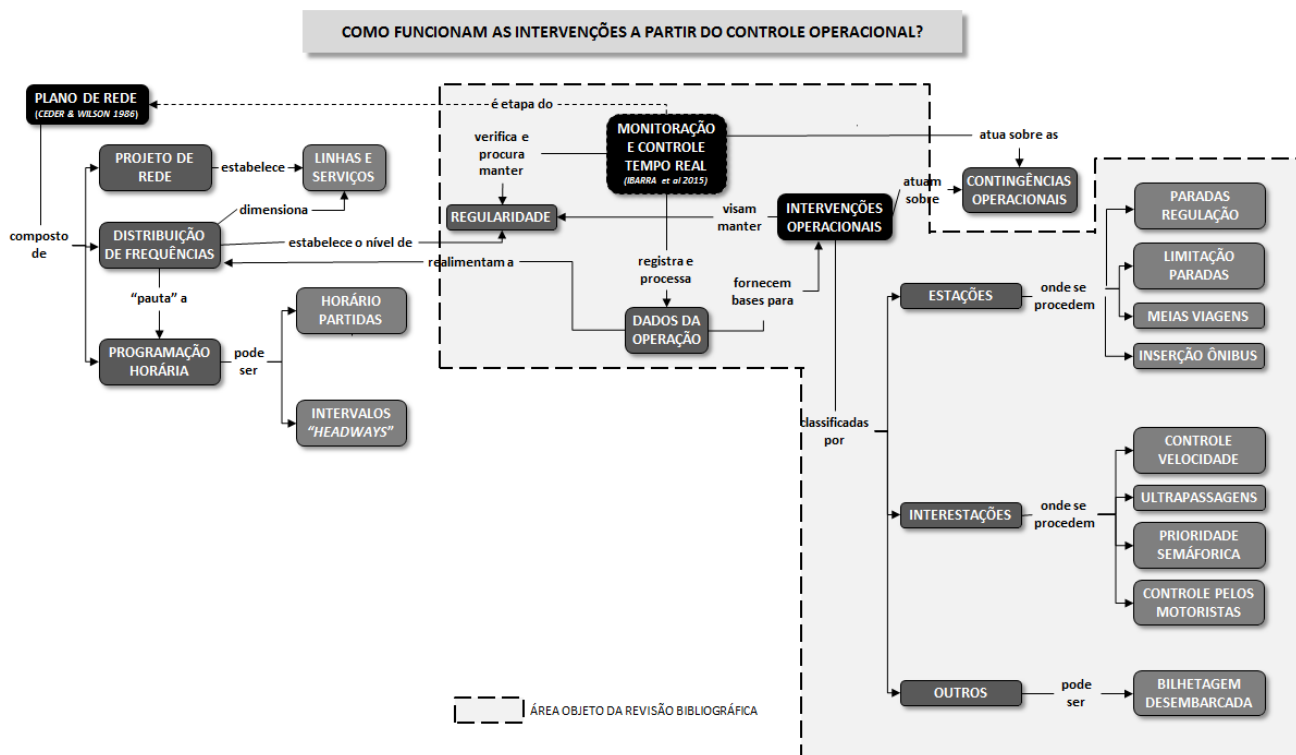 COMO FUNCIONAM AS INTERVENÇÕES A PARTIR DO CONTROLE OPERACIONAL?
PLANO DE REDE
(CEDER & WILSON 1986)
composto
de
PROJETO DE
REDE
estabelece
LINHAS E
SERVIÇOS
dimensiona
DISTRIBUIÇÃO
DE FREQUÊNCIAS
estabelece o nível de
"pauta" a
PROGRAMAÇÃO
HORÁRIA
pode
ser
HORÁRIO
PARTIDAS
INTERVALOS
"HEADWAYS"
é etapa do
MONITORAÇÃO
E CONTROLE
TEMPO REAL
(IBARRA et al 2015)
verifica e
procura
manter
REGULARIDADE
realimentam a
registra e
processa
DADOS DA
OPERAÇÃO
fornecem
bases para
visam
manter
INTERVENÇÕES
OPERACIONAIS
atua sobre as
atuam
sobre
CONTINGÊNCIAS
OPERACIONAIS
classificadas
por
ESTAÇÕES
onde se
procedem
PARADAS
REGULAÇÃO
LIMITAÇÃO
PARADAS
MEIAS VIAGENS
INSERÇÃO ÔNIBUS
INTERESTAÇÕES
onde se
procedem
CONTROLE
VELOCIDADE
ULTRAPASSAGENS
PRIORIDADE
SEMÁFORICA
CONTROLE PELOS
MOTORISTAS
OUTROS
pode
ser
BILHETAGEM
DESEMBARCADA
ÁREA OBJETO DA REVISÃO BIBLIOGRÁFICA